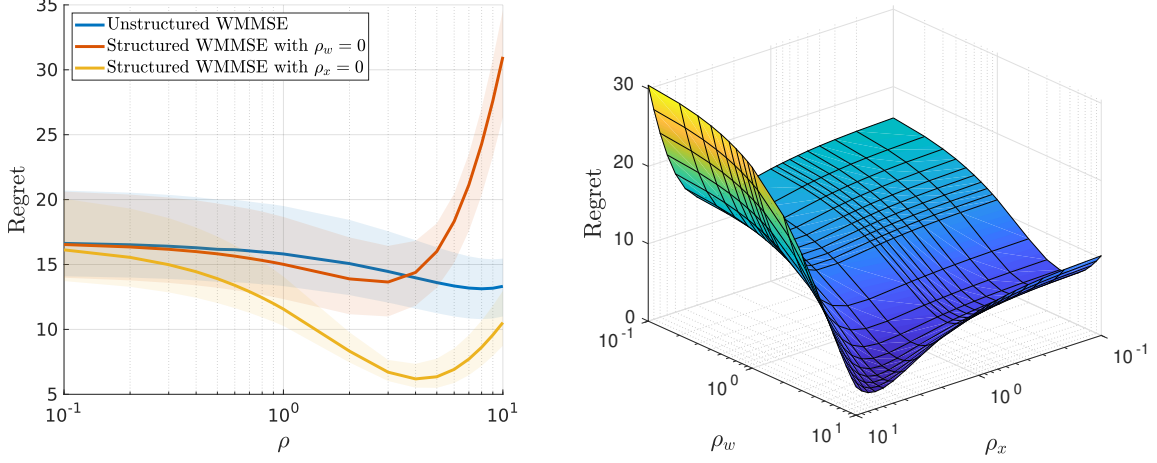 Unstructured WMMSE
Structured WMMSE with ρ_w = 0
Structured WMMSE with ρ_x = 0
35
30
25
20
15
10
5
10^-1
10^0
10^1
ρ
Regret
30
20
10
0
Regret
10^-1
10^0
10^1
ρ_w
10^1
10^0
10^-1
ρ_x